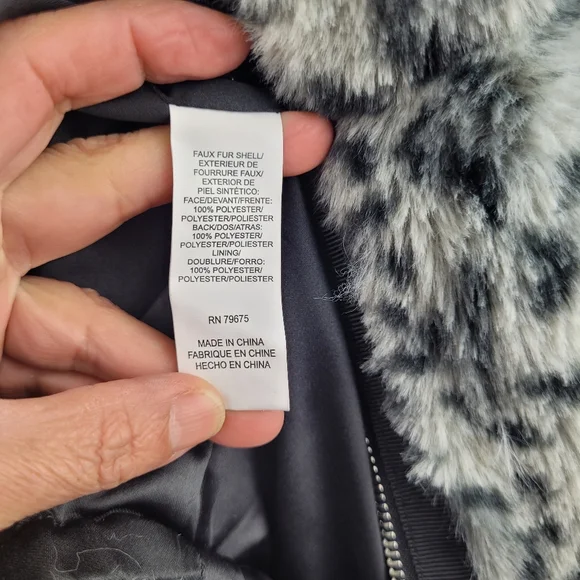 FAUX FUR SHELL/
EXTERIEUR DE
FOURRURE FAUX/
EXTERIOR DE
PIEL SINTÉTICO:
FACE/DEVANT/FRENTE:
100% POLYESTER/
POLYESTER/POLIESTER
BACK/DOS/ATRAS:
100% POLYESTER/
POLYESTER/POLIESTER
LINING/
DOUBLURE/FORRO:
100% POLYESTER/
POLYESTER/POLIESTER
RN 79675
MADE IN CHINA
FABRIQUE EN CHINE
HECHO EN CHINA